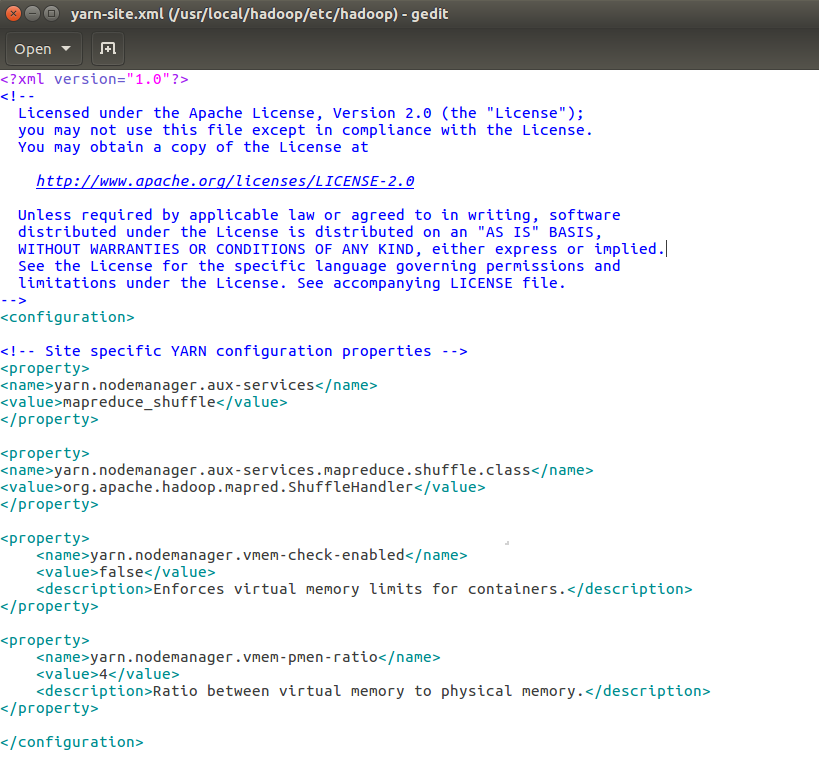 yarn-site.xml (/usr/local/hadoop/etc/hadoop) - gedit
Open
<?xml version="1.0"?>
<!--
  Licensed under the Apache License, Version 2.0 (the "License");
  you may not use this file except in compliance with the License.
  You may obtain a copy of the License at

    http://www.apache.org/licenses/LICENSE-2.0

  Unless required by applicable law or agreed to in writing, software
  distributed under the License is distributed on an "AS IS" BASIS,
  WITHOUT WARRANTIES OR CONDITIONS OF ANY KIND, either express or implied.
  See the License for the specific language governing permissions and
  limitations under the License. See accompanying LICENSE file.
-->
<configuration>

<!-- Site specific YARN configuration properties -->
<property>
<name>yarn.nodemanager.aux-services</name>
<value>mapreduce_shuffle</value>
</property>

<property>
<name>yarn.nodemanager.aux-services.mapreduce.shuffle.class</name>
<value>org.apache.hadoop.mapred.ShuffleHandler</value>
</property>

<property>
    <name>yarn.nodemanager.vmem-check-enabled</name>
    <value>false</value>
    <description>Enforces virtual memory limits for containers.</description>
</property>

<property>
    <name>yarn.nodemanager.vmem-pmen-ratio</name>
    <value>4</value>
    <description>Ratio between virtual memory to physical memory.</description>
</property>

</configuration>